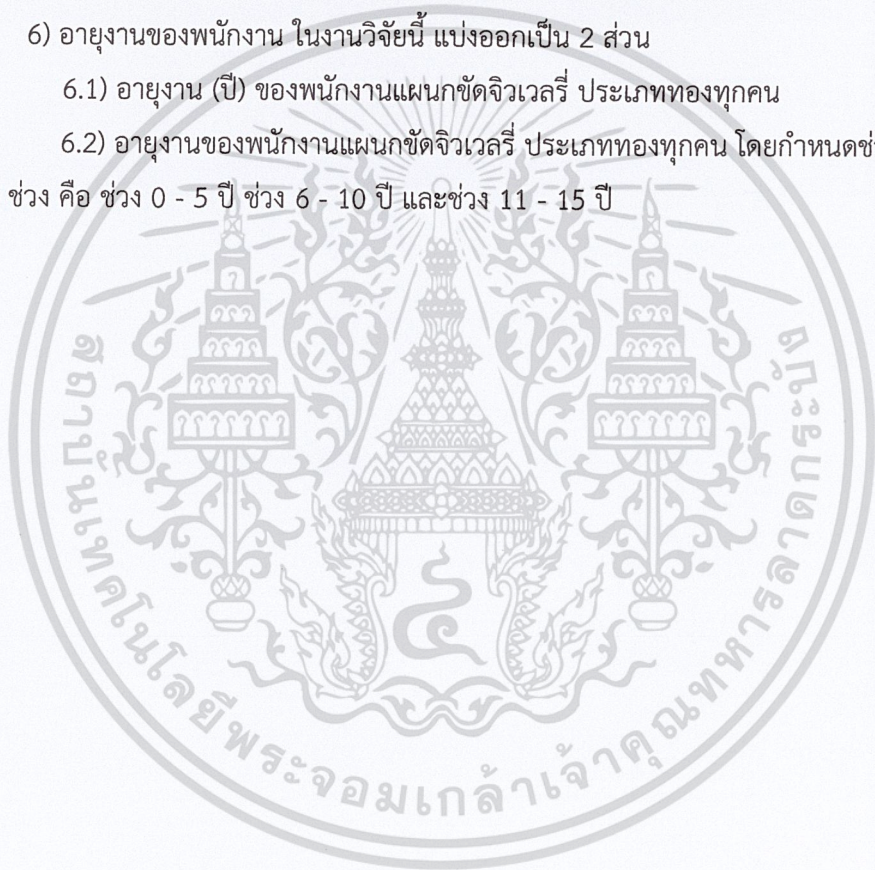 6) อายุงานของพนักงาน ในงานวิจัยนี้ แบ่งออกเป็น 2 ส่วน
6.1) อายุงาน (ปี) ของพนักงานแผนกขัดจิวเวลรี่ ประเภททองทุกคน
6.2) อายุงานของพนักงานแผนกขัดจิวเวลรี่ ประเภททองทุกคน โดยกำหนดช่
ช่วง คือ ช่วง 0 - 5 ปี ช่วง 6 - 10 ปี และช่วง 11 - 15 ปี
สถาบันเทคโนโลยีพระจอมเกล้าเจ้าคุณทหารลาดกระบัง
๔